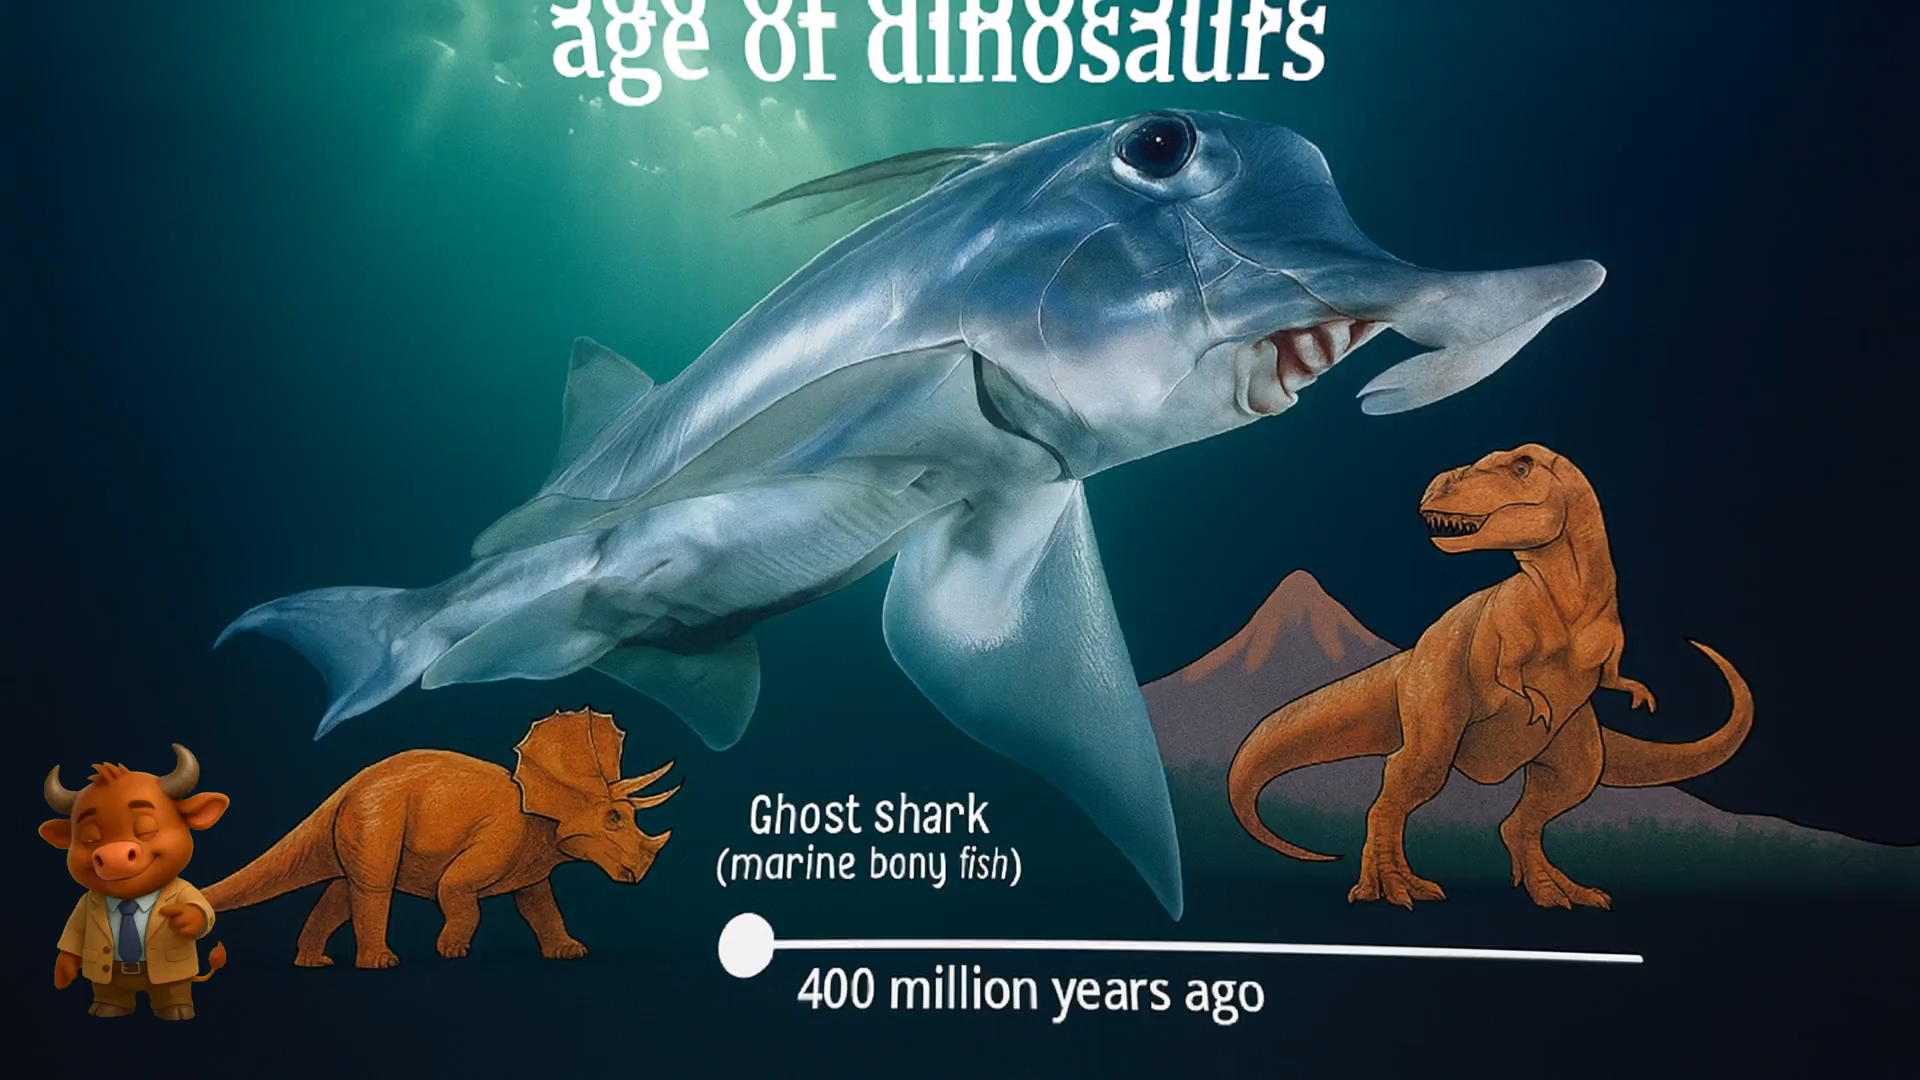 age of dinosaurs
Ghost shark
(marine bony fish)
400 million years ago